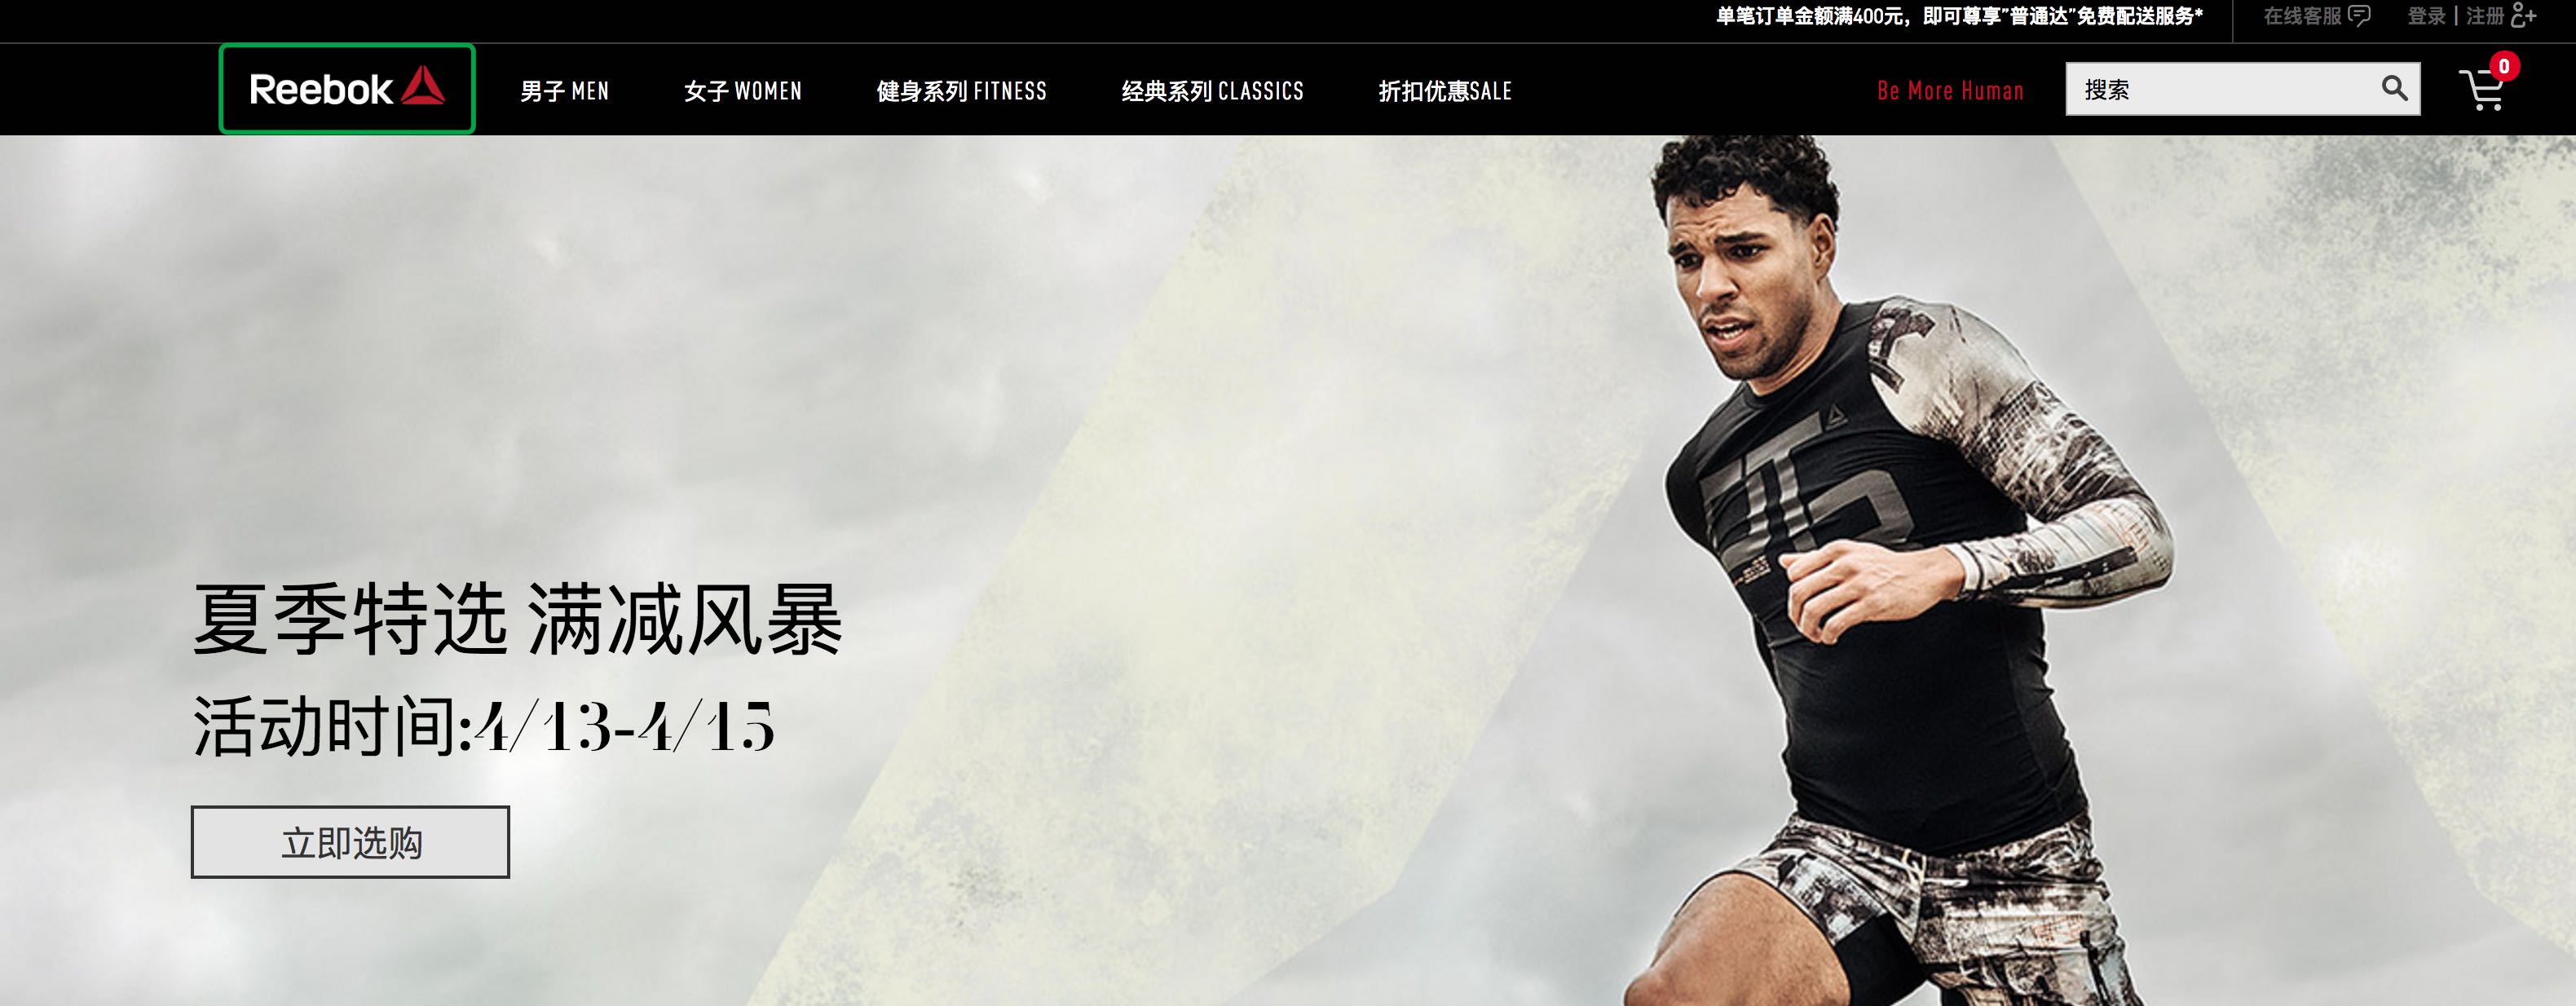 单笔订单金额满400元，即可尊享"普通达"免费配送服务*
在线客服
登录 | 注册
Reebok
男子 MEN
女子 WOMEN
健身系列 FITNESS
经典系列 CLASSICS
折扣优惠SALE
Be More Human
搜索
0
夏季特选 满减风暴
活动时间:4/13-4/15
立即选购